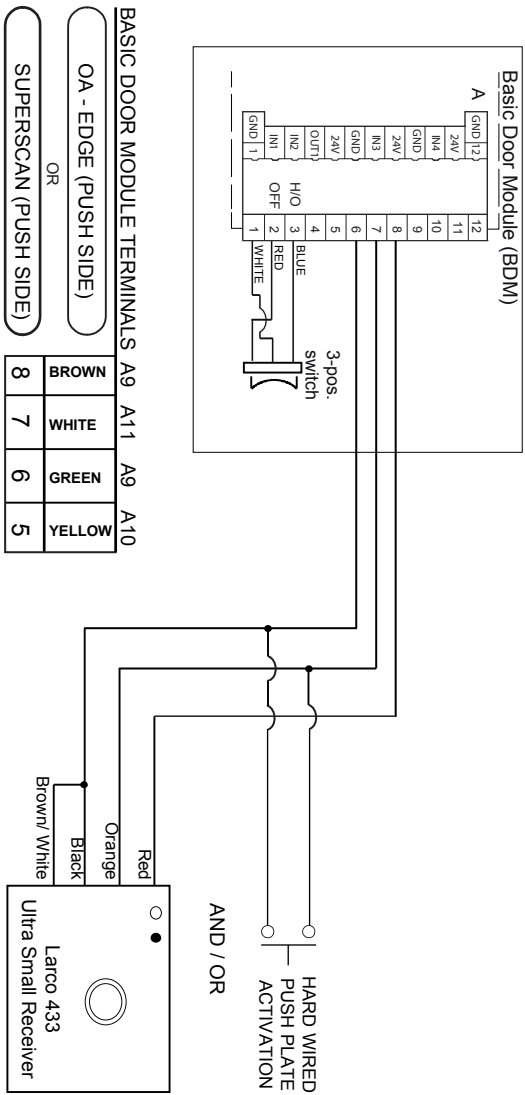 Basic Door Module (BDM)
A
GND 12 12
24V 11
IN4 10
GND 9
24V 8
IN3 7
GND 6
24V 5
OUT1 4
IN2 H/O 3 BLUE
IN1 OFF 2 RED
GND 1 1 WHITE
3-pos.
switch
HARD WIRED
PUSH PLATE
ACTIVATION
AND / OR
Red
Orange
Black
Brown/ White
Larco 433
Ultra Small Receiver
BASIC DOOR MODULE TERMINALS A9 A11 A9 A10
OA - EDGE (PUSH SIDE) BROWN WHITE GREEN YELLOW
OR
SUPERSCAN (PUSH SIDE) 8 7 6 5